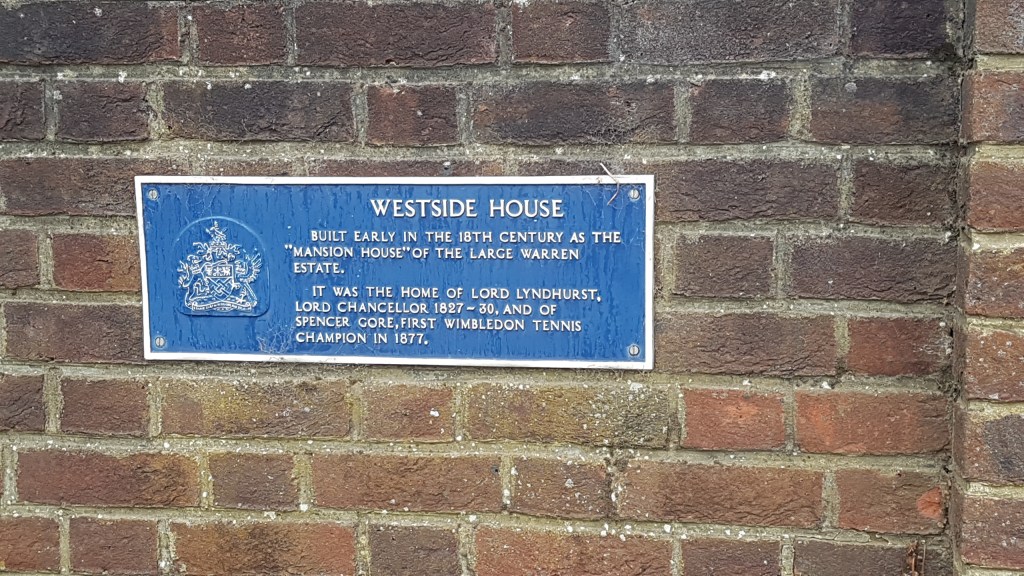 WESTSIDE HOUSE
BUILT EARLY IN THE 18TH CENTURY AS THE
"MANSION HOUSE" OF THE LARGE WARREN
ESTATE.
IT WAS THE HOME OF LORD LYNDHURST,
LORD CHANCELLOR 1827-30, AND OF
SPENCER GORE, FIRST WIMBLEDON TENNIS
CHAMPION IN 1877.